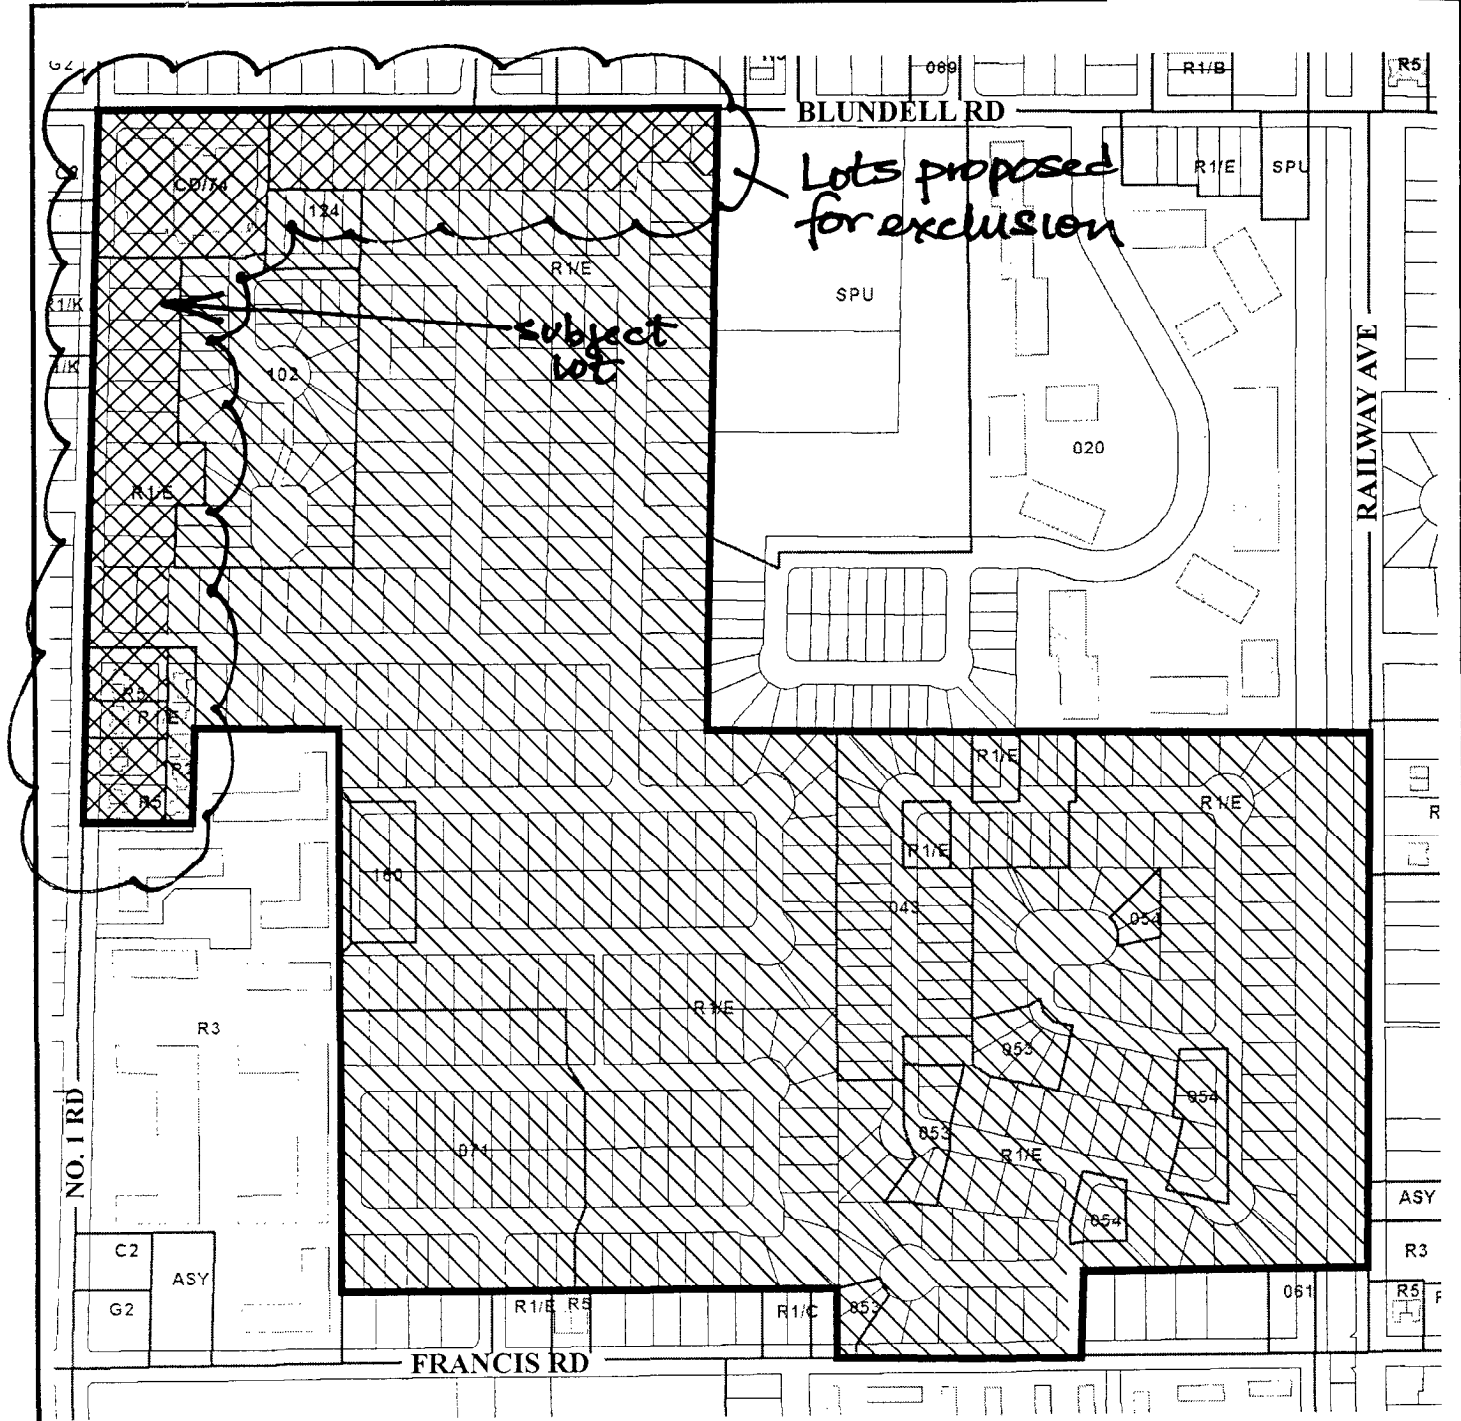 G2
069
R1/B
R5
BLUNDELL RD
Lots proposed
for exclusion
R1/E
SPU
CD/74
124
R1/E
SPU
R1/K
subject
lot
102
020
RAILWAY AVE
R1/E
R5
R1/E
R5
R1/E
R1/E
R1/E
160
043
054
R1/E
R3
053
054
NO. 1 RD
053
071
R1/E
054
ASY
C2
ASY
R3
G2
R1/E
R5
R1/C
053
061
R5
FRANCIS RD